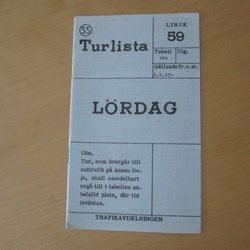 SS
LINJE
Turlista 59
Tabell Utg.
Gällande fr.o.m.
LÖRDAG
Obs.
Tur, som övergår till
nattrafik på annan lin-
je, skall omedelbart
avgå till i tabellen an-
befalld plats, där tid
inväntas.
TRAFIKAVDELNINGEN